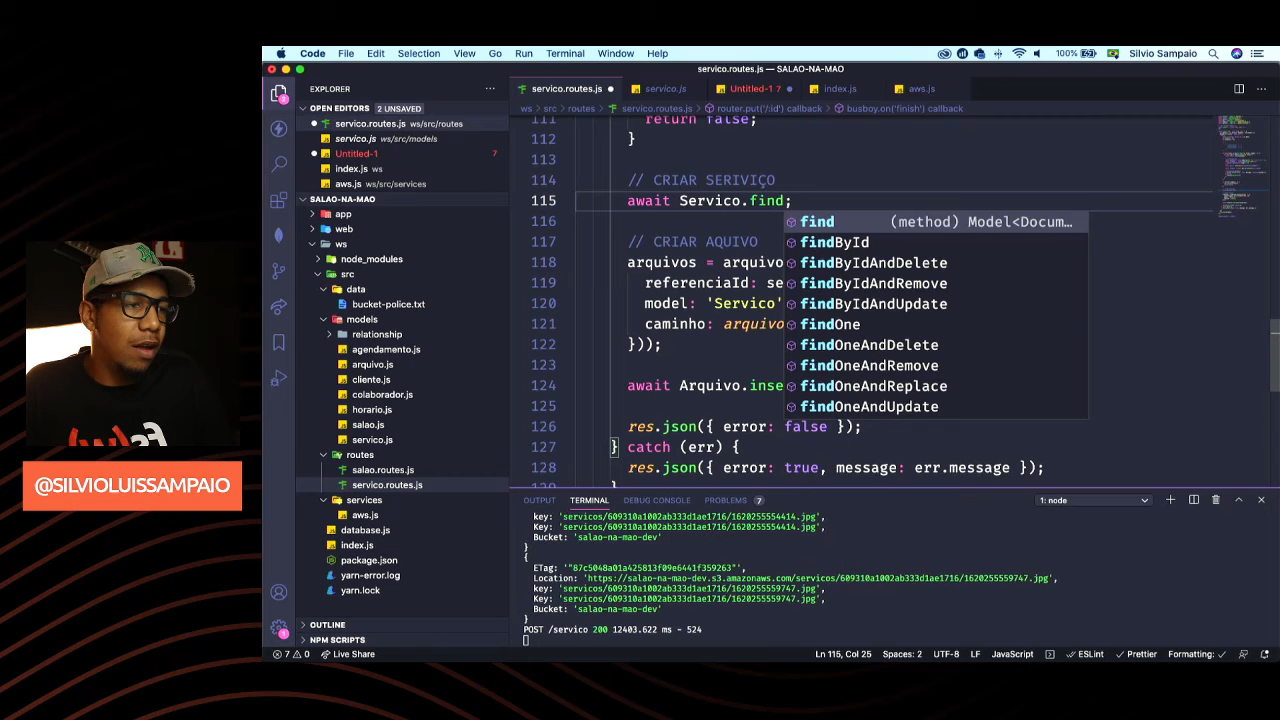 Code File Edit Selection View Go Run Terminal Window Help 100% Silvio Sampaio
servico.routes.js — SALAO-NA-MAO
EXPLORER ···
servico.routes.js servico.js Untitled-1 7 index.js aws.js
OPEN EDITORS 2 UNSAVED
ws > src > routes > servico.routes.js > router.put('/:id') callback > busboy.on('finish') callback
servico.routes.js ws/src/routes
servico.js ws/src/models
Untitled-1 7
index.js ws
aws.js ws/src/services
SALAO-NA-MAO
app
web
ws
node_modules
src
data
bucket-police.txt
models
relationship
agendamento.js
arquivo.js
cliente.js
colaborador.js
horario.js
salao.js
servico.js
routes
salao.routes.js
servico.routes.js
services
aws.js
database.js
index.js
package.json
yarn-error.log
yarn.lock
OUTLINE
NPM SCRIPTS
111 return false;
112 }
113
114 // CRIAR SERIVIÇO
115 await Servico.find;
116
117 // CRIAR AQUIVO
118 arquivos = arquivo
119 referenciaId: se
120 model: 'Servico'
121 caminho: arquivo
122 }));
123
124 await Arquivo.inse
125
126 res.json({ error: false });
127 } catch (err) {
128 res.json({ error: true, message: err.message });
find (method) Model<Docum…
findById
findByIdAndDelete
findByIdAndRemove
findByIdAndUpdate
findOne
findOneAndDelete
findOneAndRemove
findOneAndReplace
findOneAndUpdate
OUTPUT TERMINAL DEBUG CONSOLE PROBLEMS 7 1: node
key: 'servicos/609310a1002ab333d1ae1716/1620255554414.jpg',
Key: 'servicos/609310a1002ab333d1ae1716/1620255554414.jpg',
Bucket: 'salao-na-mao-dev'
}
{
ETag: '"87c5048a01a425813f09e6441f359263"',
Location: 'https://salao-na-mao-dev.s3.amazonaws.com/servicos/609310a1002ab333d1ae1716/1620255559747.jpg',
key: 'servicos/609310a1002ab333d1ae1716/1620255559747.jpg',
Key: 'servicos/609310a1002ab333d1ae1716/1620255559747.jpg',
Bucket: 'salao-na-mao-dev'
}
POST /servico 200 12403.622 ms - 524
7 0 Live Share Ln 115, Col 25 Spaces: 2 UTF-8 LF JavaScript ESLint Prettier Formatting:
@SILVIOLUISSAMPAIO